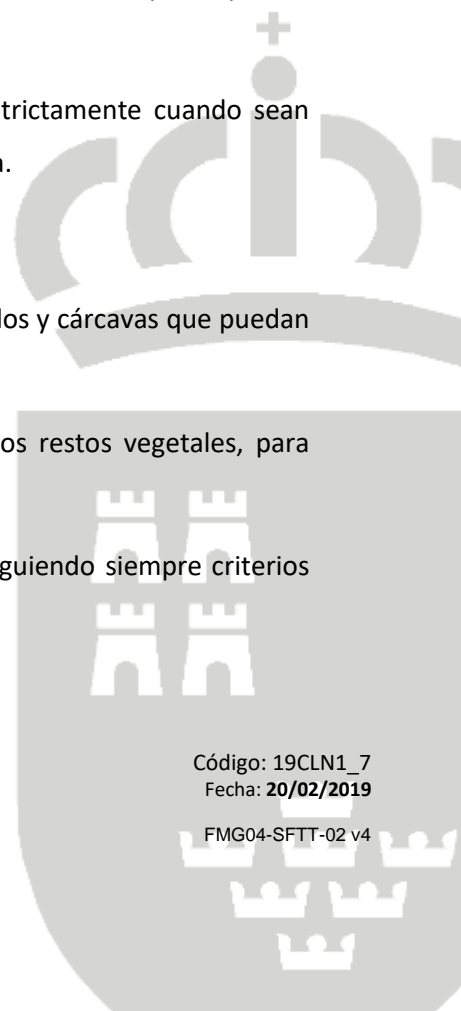 trictamente cuando sean
los y cárcavas que puedan
os restos vegetales, para
guiendo siempre criterios
Código: 19CLN1_7
Fecha: 20/02/2019
FMG04-SFTT-02 v4